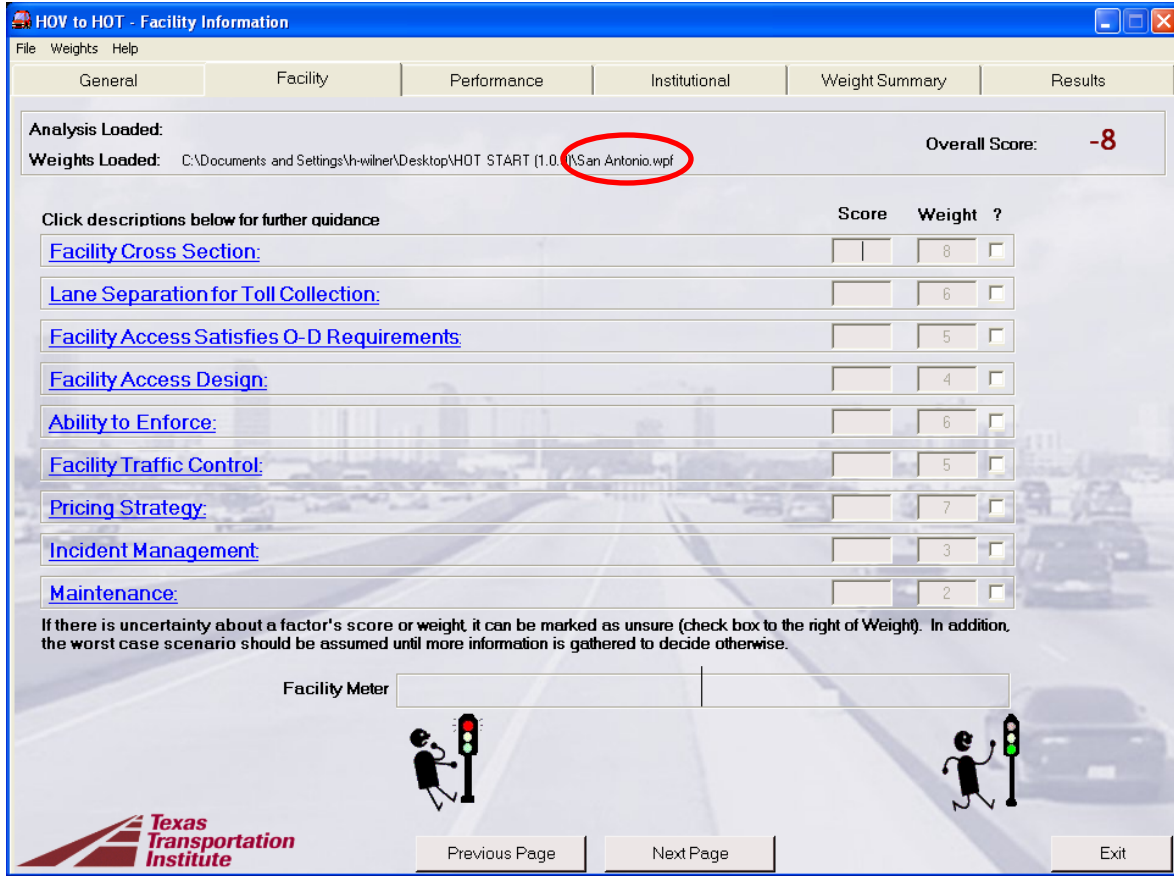 HOV to HOT - Facility Information
File Weights Help
General Facility Performance Institutional Weight Summary Results
Analysis Loaded:
Overall Score: -8
Weights Loaded: C:\Documents and Settings\h-wilner\Desktop\HOT START (1.0. )\San Antonio.wpf
Click descriptions below for further guidance Score Weight ?
Facility Cross Section: 8
Lane Separation for Toll Collection: 6
Facility Access Satisfies O-D Requirements: 5
Facility Access Design: 4
Ability to Enforce: 6
Facility Traffic Control: 5
Pricing Strategy: 7
Incident Management: 3
Maintenance: 2
If there is uncertainty about a factor's score or weight, it can be marked as unsure (check box to the right of Weight). In addition,
the worst case scenario should be assumed until more information is gathered to decide otherwise.
Facility Meter
Texas
Transportation
Institute
Previous Page Next Page Exit